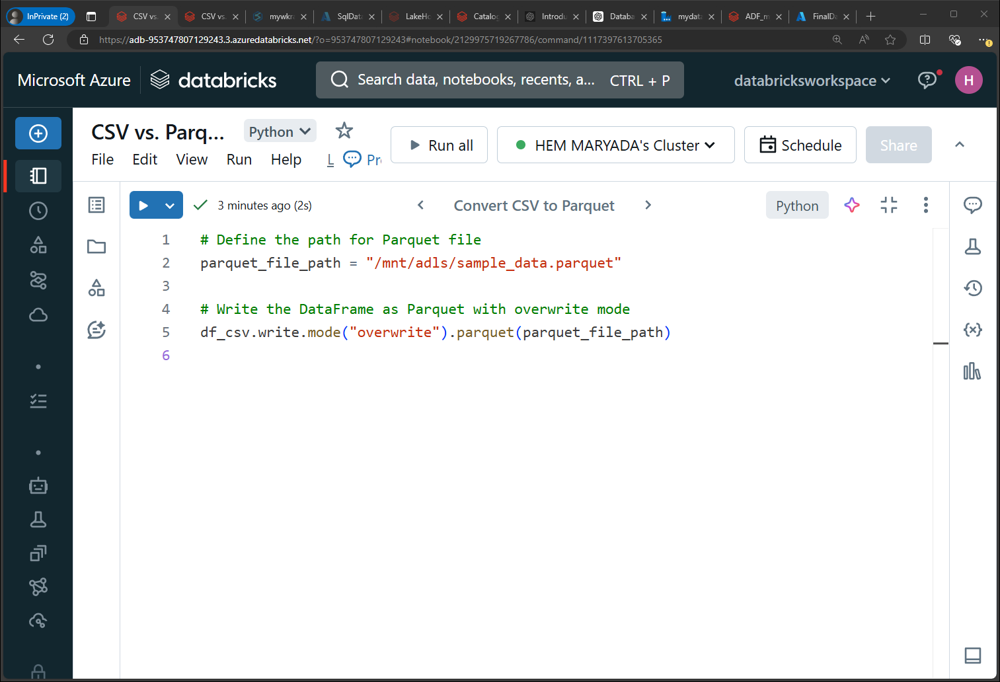 InPrivate (2)
CSV vs.
CSV vs.
mywkr
SqlDat
LakeHo
Catalog
Introdu
Databa
mydat
ADF_m
FinalD
https://adb-953747807129243.3.azuredatabricks.net/?o=953747807129243#notebook/2129975719267786/command/1117397613705365
Microsoft Azure
databricks
Search data, notebooks, recents, a...
CTRL + P
databricksworkspace
H
CSV vs. Parq...
Python
File
Edit
View
Run
Help
L
Pr
Run all
HEM MARYADA's Cluster
Schedule
Share
3 minutes ago (2s)
Convert CSV to Parquet
Python
1 # Define the path for Parquet file
2 parquet_file_path = "/mnt/adls/sample_data.parquet"
3
4 # Write the DataFrame as Parquet with overwrite mode
5 df_csv.write.mode("overwrite").parquet(parquet_file_path)
6